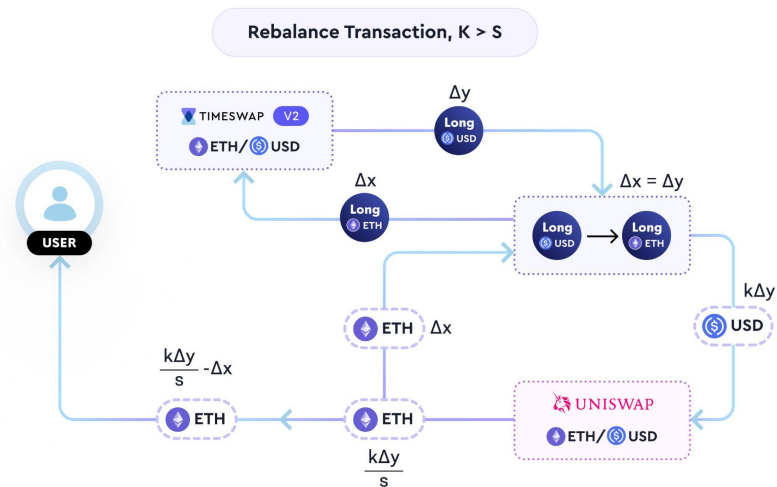 Rebalance Transaction, K > S
Δy
TIMESWAP V2
ETH/USD
Long
USD
Δx
Long
ETH
Δx = Δy
Long
USD
Long
ETH
USER
kΔy
USD
ETH Δx
kΔy
s
-Δx
ETH
ETH
kΔy
s
UNISWAP
ETH/USD